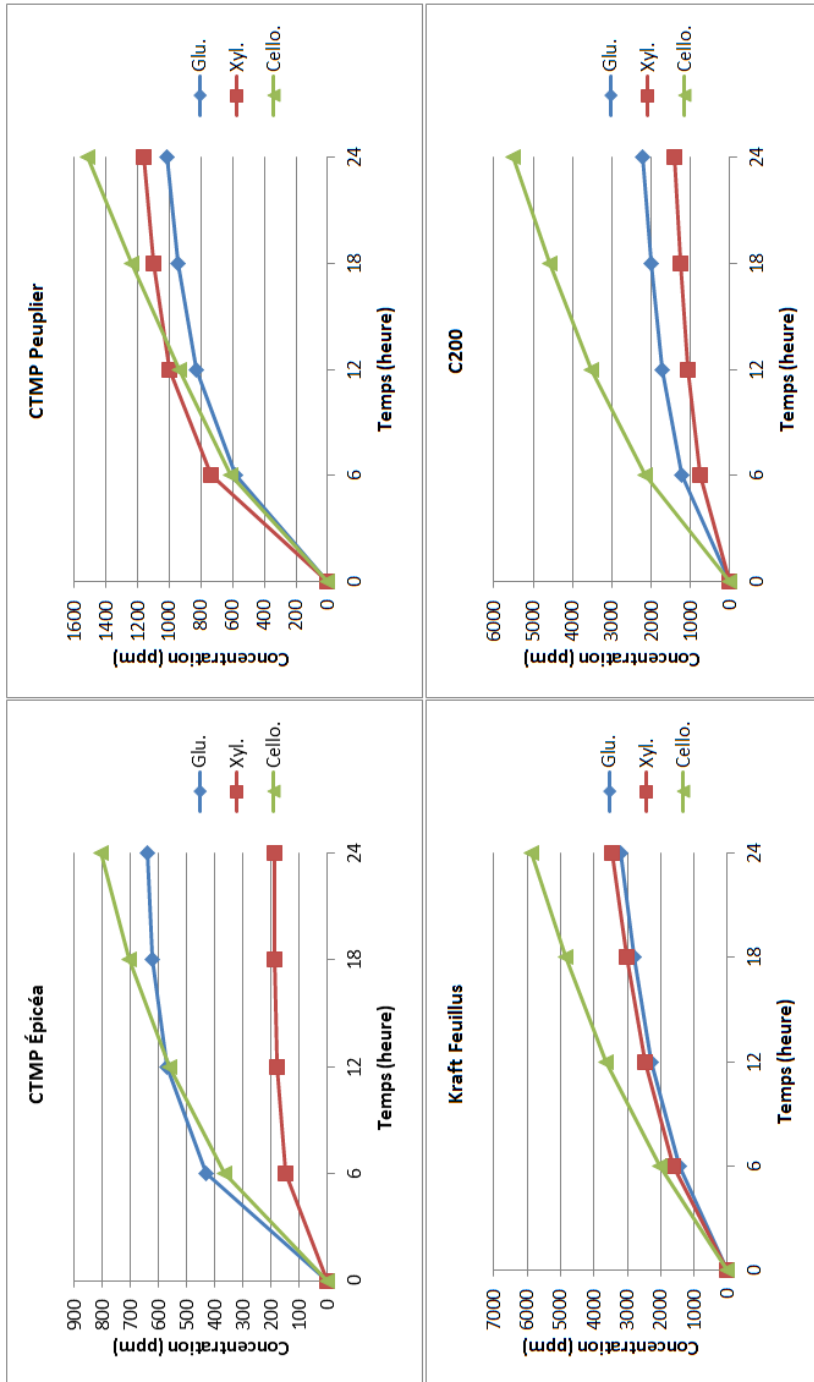 CTMP Épicéa
Concentration (ppm)
900
800
700
600
500
400
300
200
100
0
0 6 12 18 24
Temps (heure)
Glu.
Xyl.
Cello.
CTMP Peuplier
Concentration (ppm)
1600
1400
1200
1000
800
600
400
200
0
0 6 12 18 24
Temps (heure)
Glu.
Xyl.
Cello.
Kraft Feuillus
Concentration (ppm)
7000
6000
5000
4000
3000
2000
1000
0
0 6 12 18 24
Temps (heure)
Glu.
Xyl.
Cello.
C200
Concentration (ppm)
6000
5000
4000
3000
2000
1000
0
0 6 12 18 24
Temps (heure)
Glu.
Xyl.
Cello.